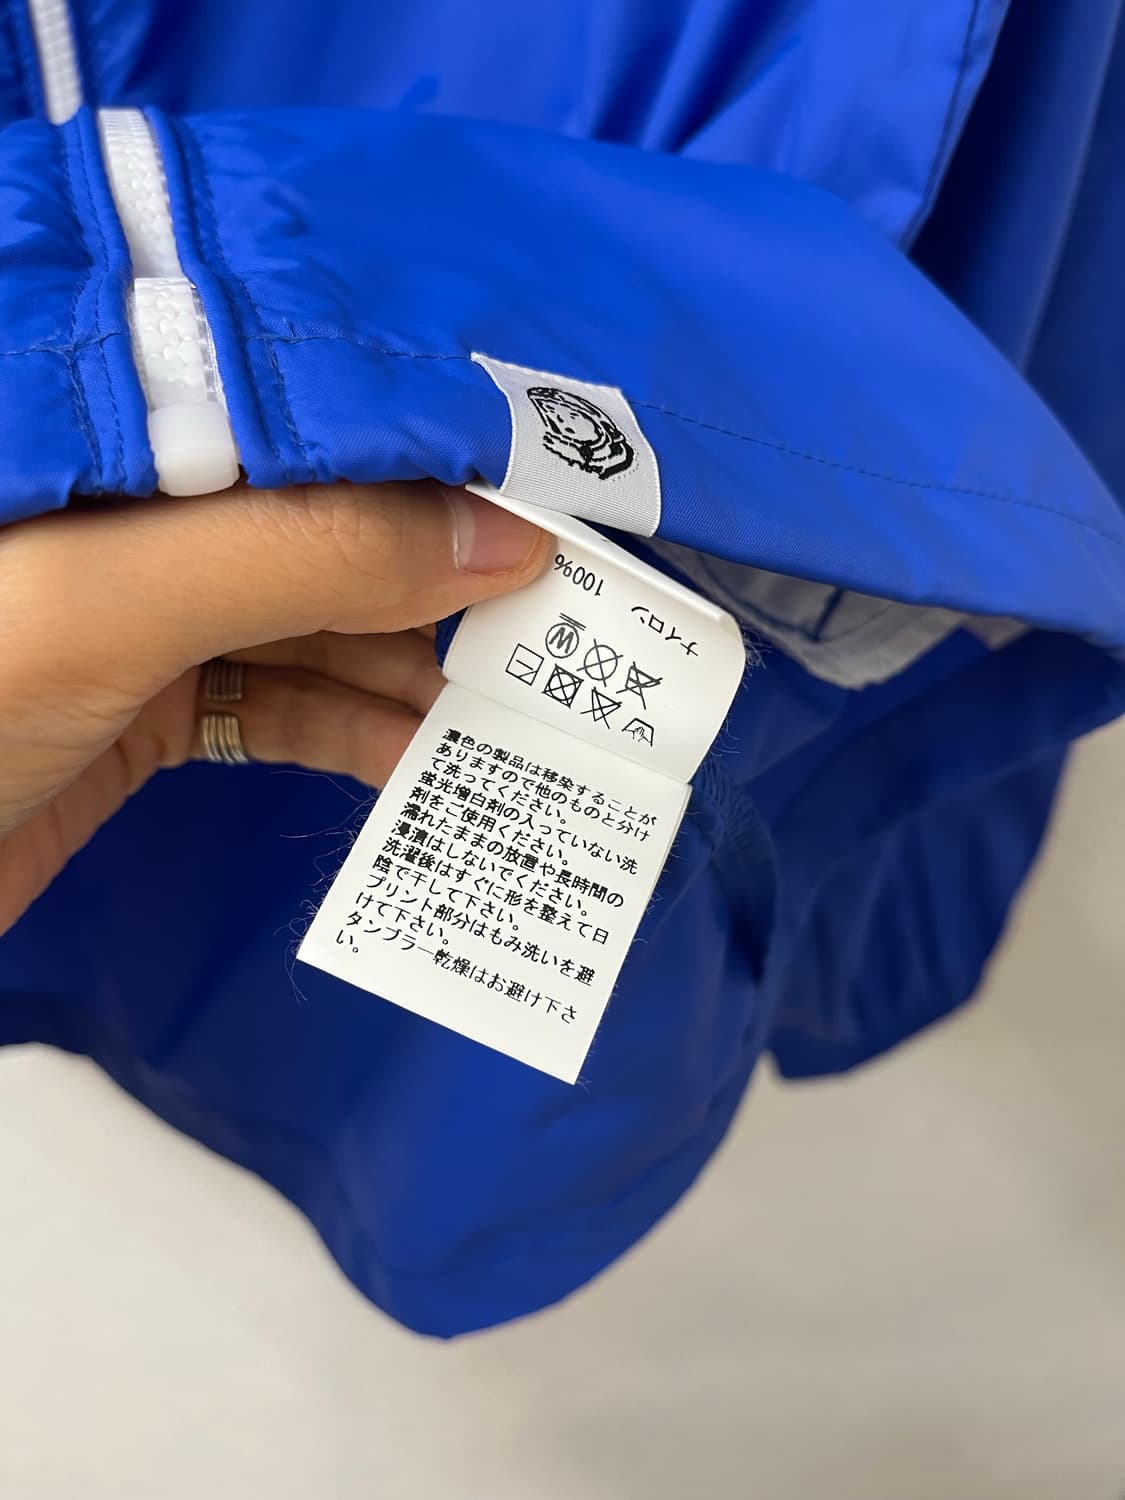 ナイロン 100%
W
濃色の製品は移染することが
ありますので他のものと分け
て洗ってください。
蛍光増白剤の入っていない洗
剤をご使用ください。
濡れたままの放置や長時間の
浸漬はしないでください。
洗濯後はすぐに形を整えて日
陰で干して下さい。
プリント部分はもみ洗いを避
けて下さい。
タンブラー乾燥はお避け下さ
い。